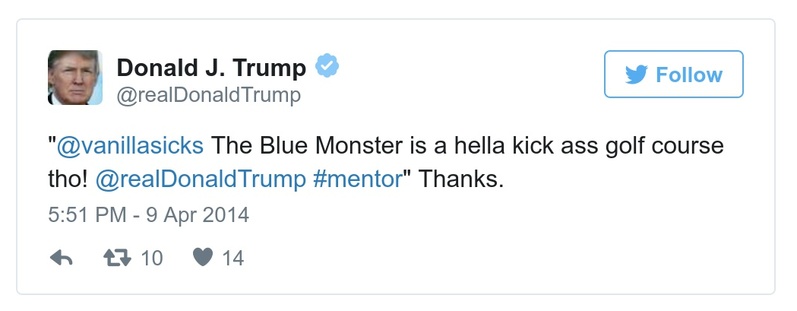 Donald J. Trump
@realDonaldTrump
Follow
"@vanillasicks The Blue Monster is a hella kick ass golf course
tho! @realDonaldTrump #mentor" Thanks.
5:51 PM - 9 Apr 2014
10 14